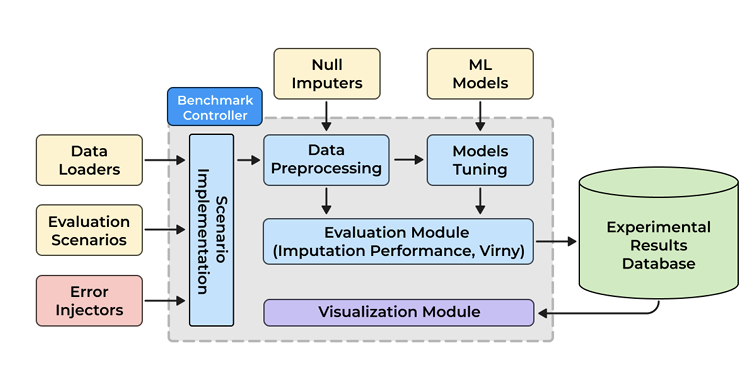 Null
Imputers
ML
Models
Benchmark
Controller
Data
Loaders
Scenario
Implementation
Data
Preprocessing
Models
Tuning
Evaluation
Scenarios
Evaluation Module
(Imputation Performance, Virny)
Experimental
Results
Database
Error
Injectors
Visualization Module